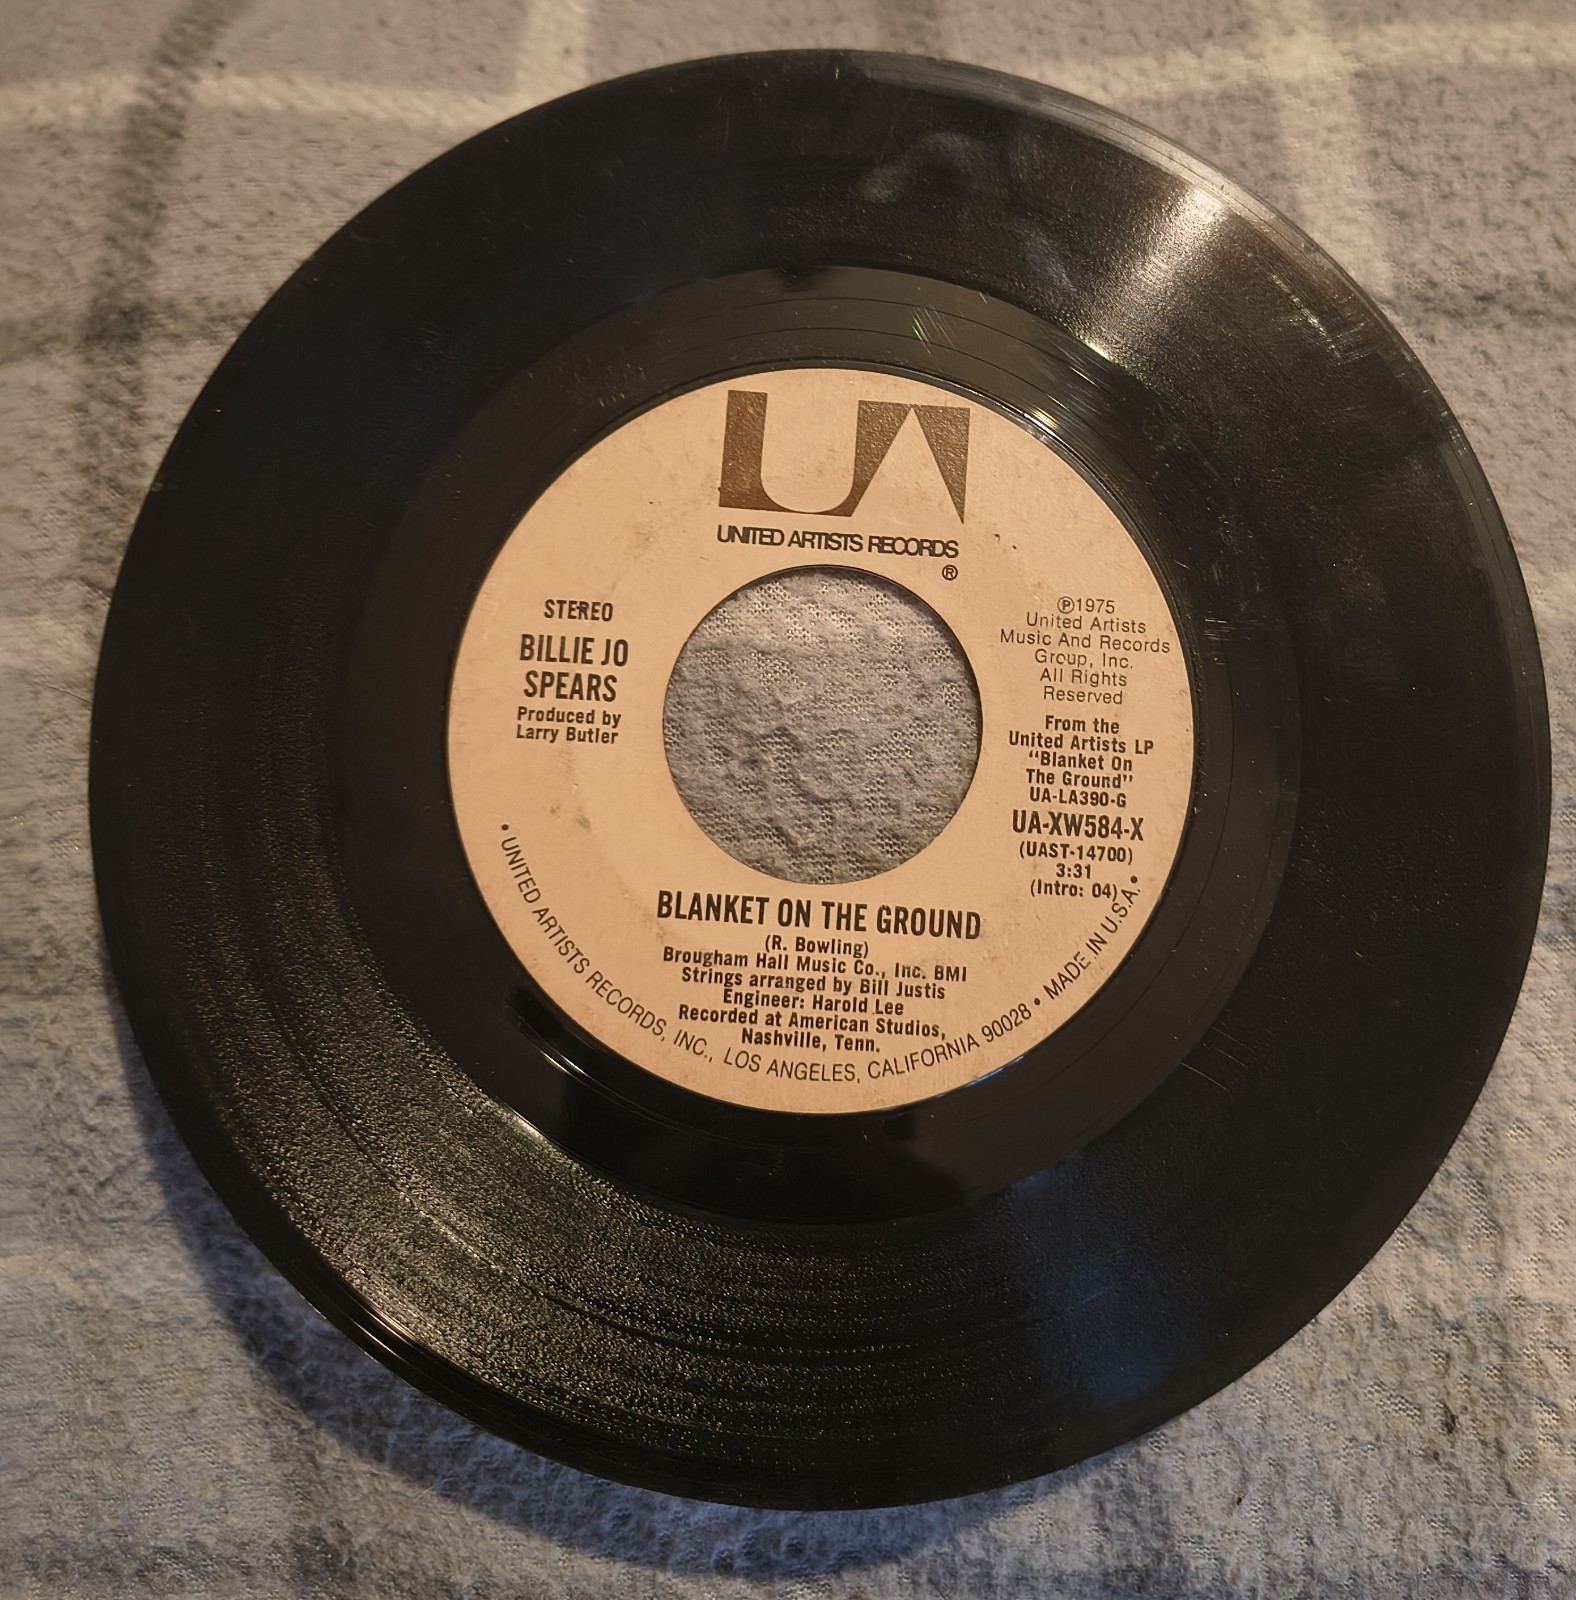 UA
UNITED ARTISTS RECORDS
®
STEREO
BILLIE JO
SPEARS
Produced by
Larry Butler
℗1975
United Artists
Music And Records
Group, Inc.
All Rights
Reserved
From the
United Artists LP
"Blanket On
The Ground"
UA-LA390-G
UA-XW584-X
(UAST-14700)
3:31
(Intro: 04)
BLANKET ON THE GROUND
(R. Bowling)
Brougham Hall Music Co., Inc. BMI
Strings arranged by Bill Justis
Engineer: Harold Lee
Recorded at American Studios,
Nashville, Tenn.
• UNITED ARTISTS RECORDS, INC., LOS ANGELES, CALIFORNIA 90028 • MADE IN U.S.A. •